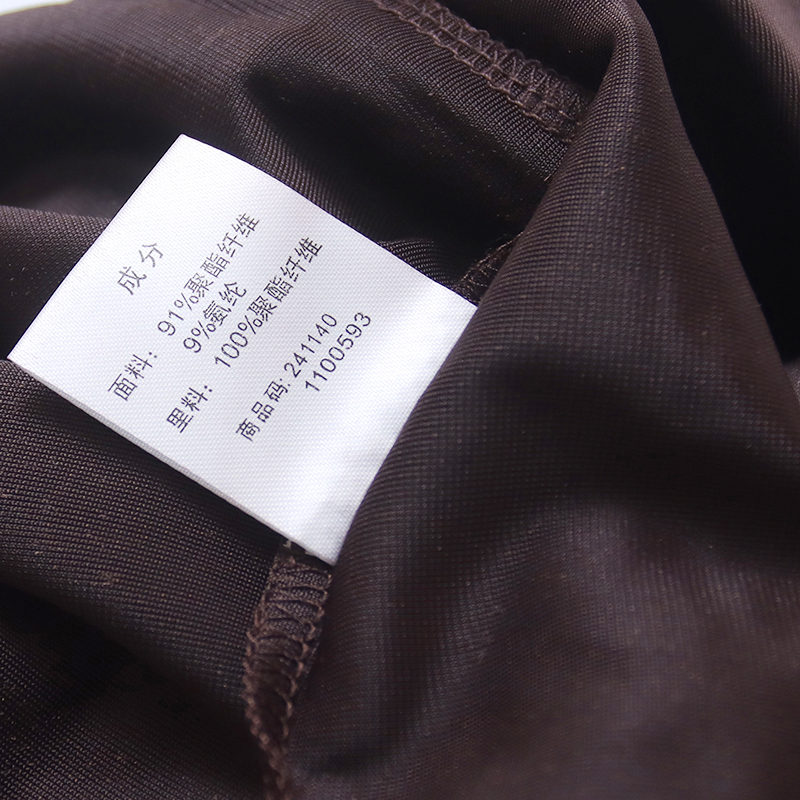 成分
面料：91%聚酯纤维
9%氨纶
里料：100%聚酯纤维
商品码：241140
1100593